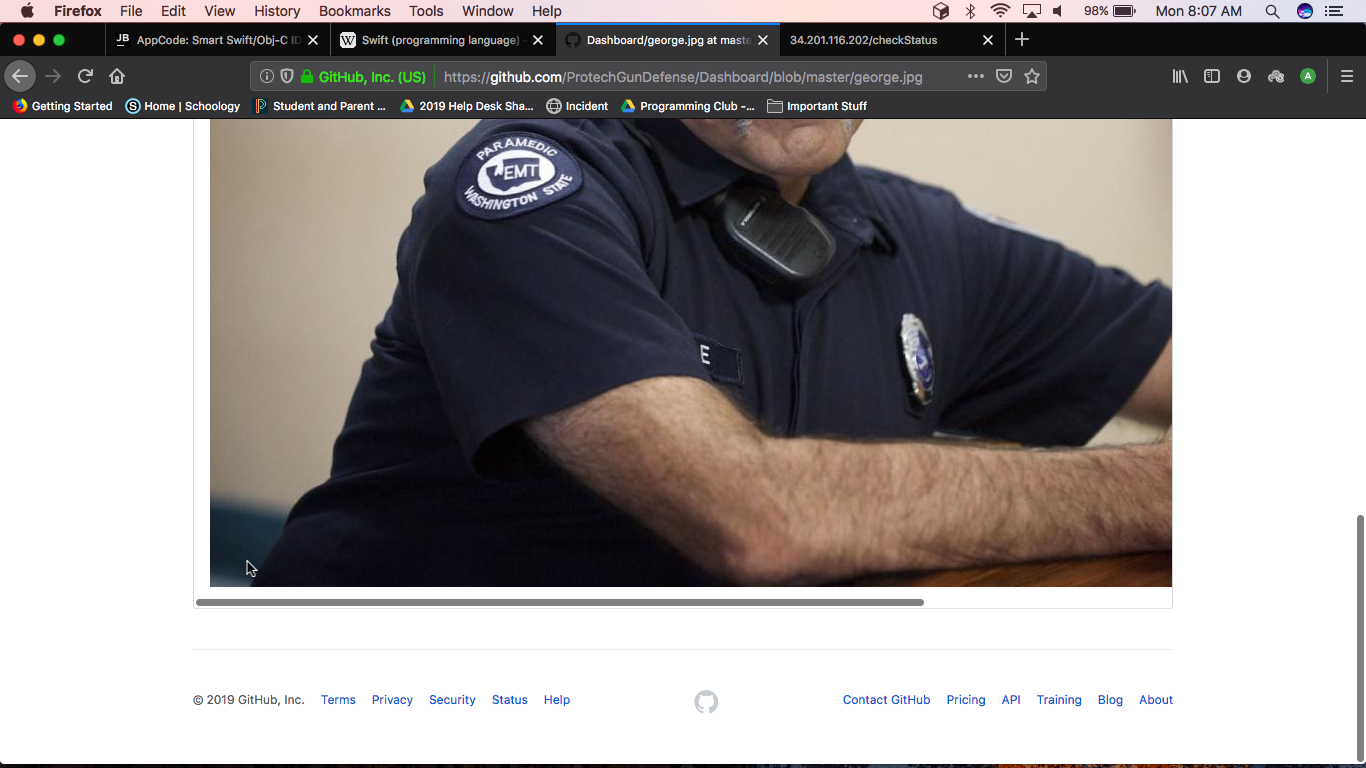 Firefox File Edit View History Bookmarks Tools Window Help 98% Mon 8:07 AM
JB AppCode: Smart Swift/Obj-C ID
W Swift (programming language) -
Dashboard/george.jpg at maste
34.201.116.202/checkStatus
GitHub, Inc. (US) https://github.com/ProtechGunDefense/Dashboard/blob/master/george.jpg A
Getting Started S Home | Schoology Student and Parent ... 2019 Help Desk Sha... Incident Programming Club -... Important Stuff
PARAMEDIC
EMT
WASHINGTON STATE
E
© 2019 GitHub, Inc. Terms Privacy Security Status Help Contact GitHub Pricing API Training Blog About